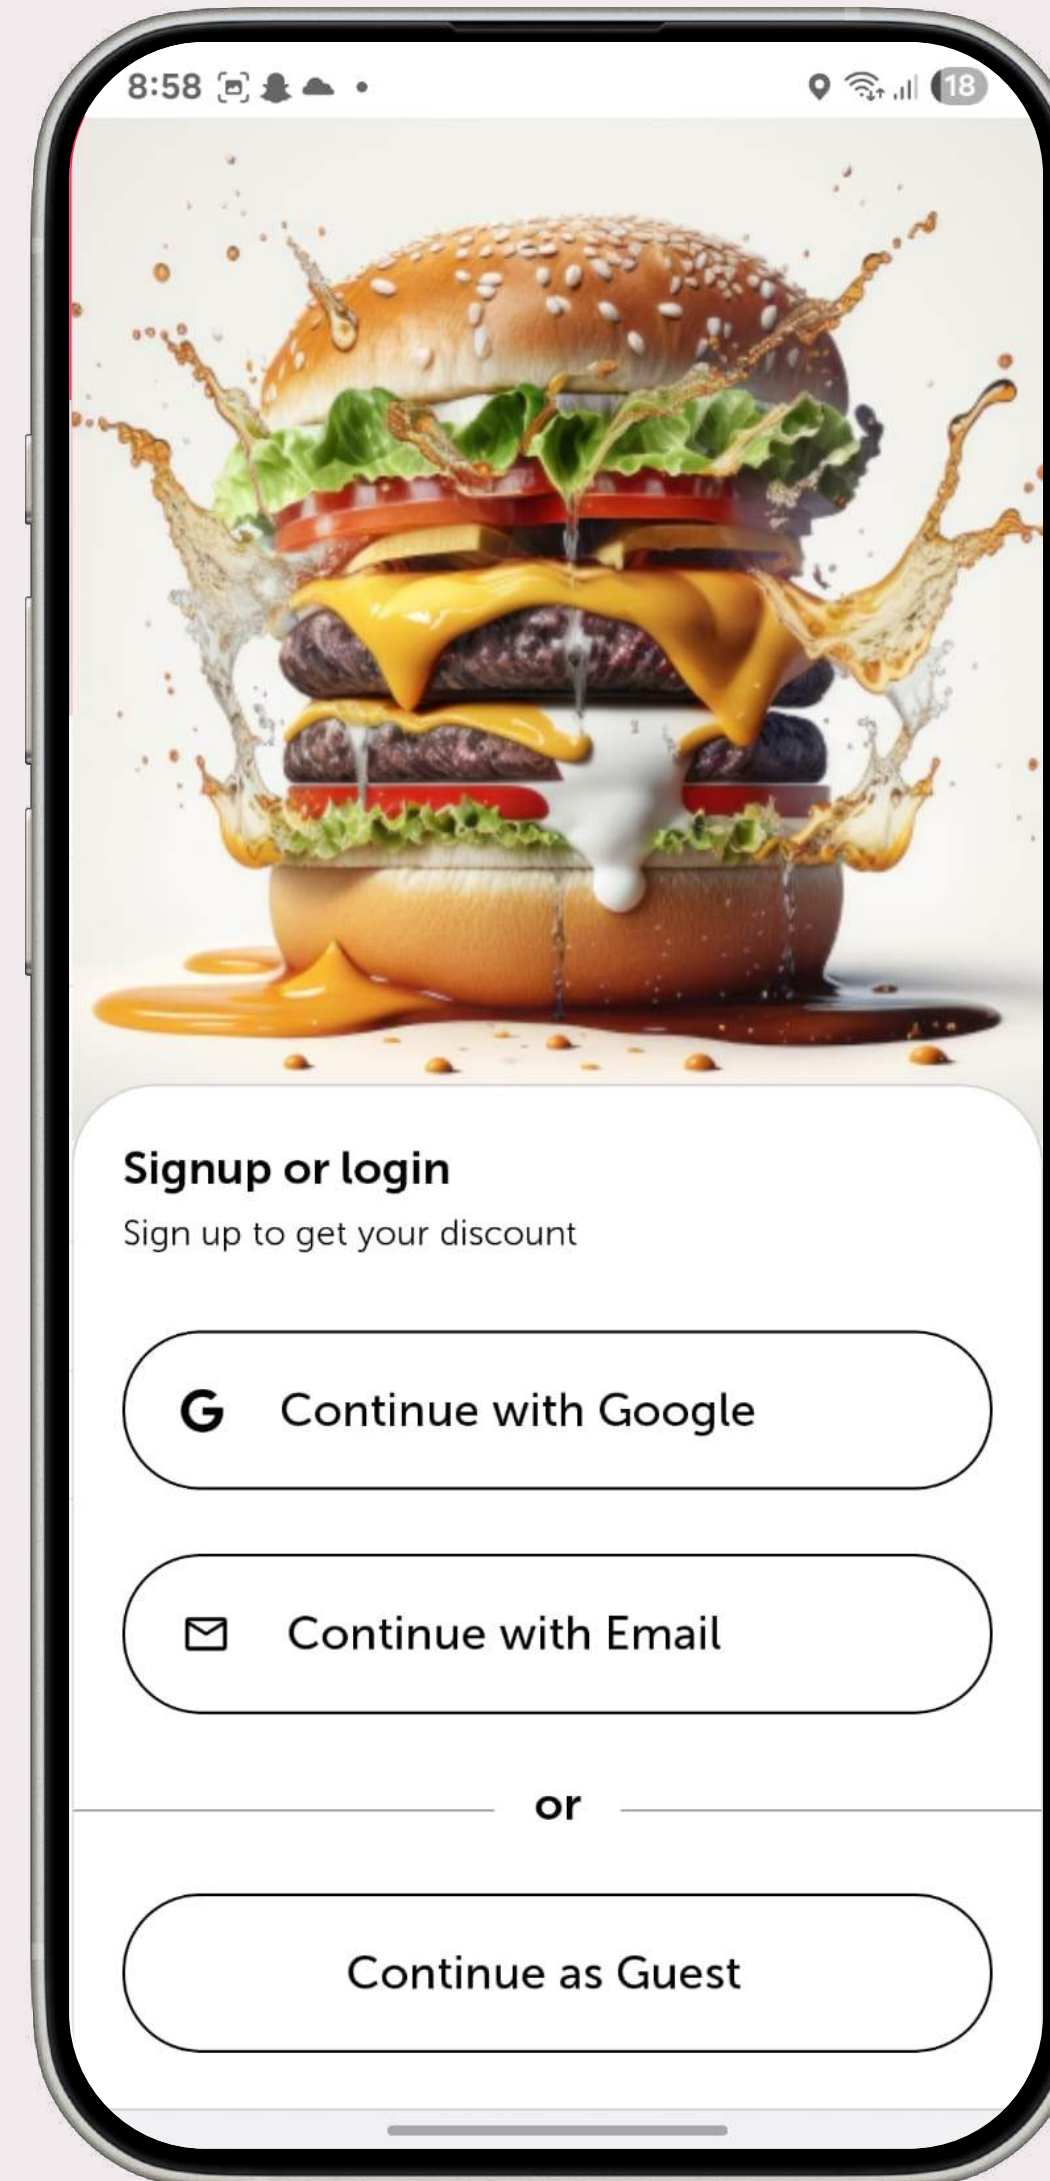 8:58
18
Signup or login
Sign up to get your discount
G Continue with Google
Continue with Email
or
Continue as Guest